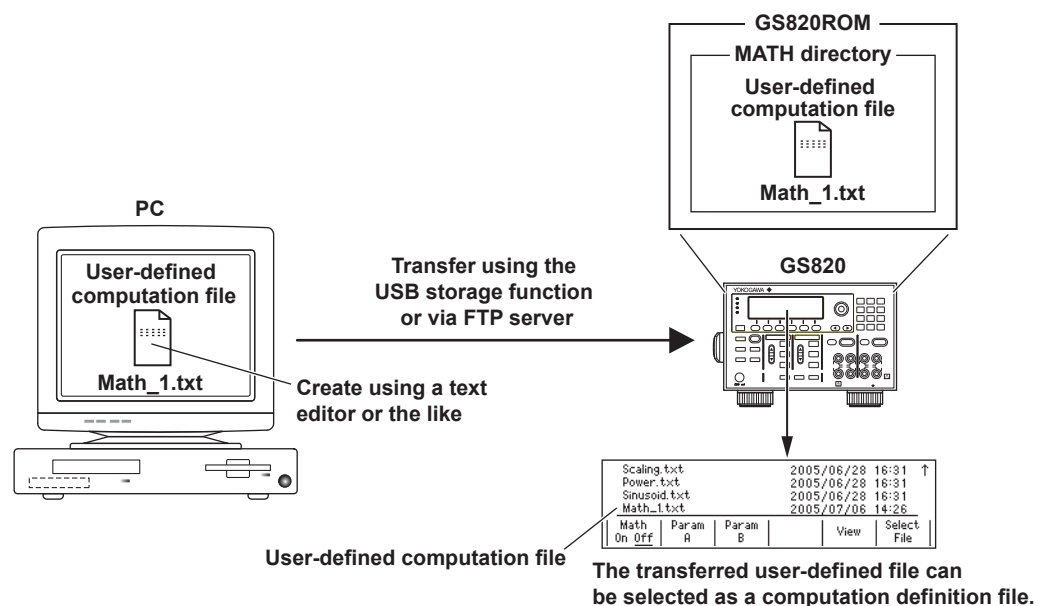 GS820ROM
MATH directory
User-defined
computation file
Math_1.txt
PC
User-defined
computation file
Math_1.txt
Transfer using the
USB storage function
or via FTP server
Create using a text
editor or the like
GS820
YOKOGAWA
Scaling.txt 2005/06/28 16:31 ↑
Power.txt 2005/06/28 16:31
Sinusoid.txt 2005/06/28 16:31
Math_1.txt 2005/07/06 14:26
Math Param Param Select
On Off A B View File
User-defined computation file
The transferred user-defined file can
be selected as a computation definition file.